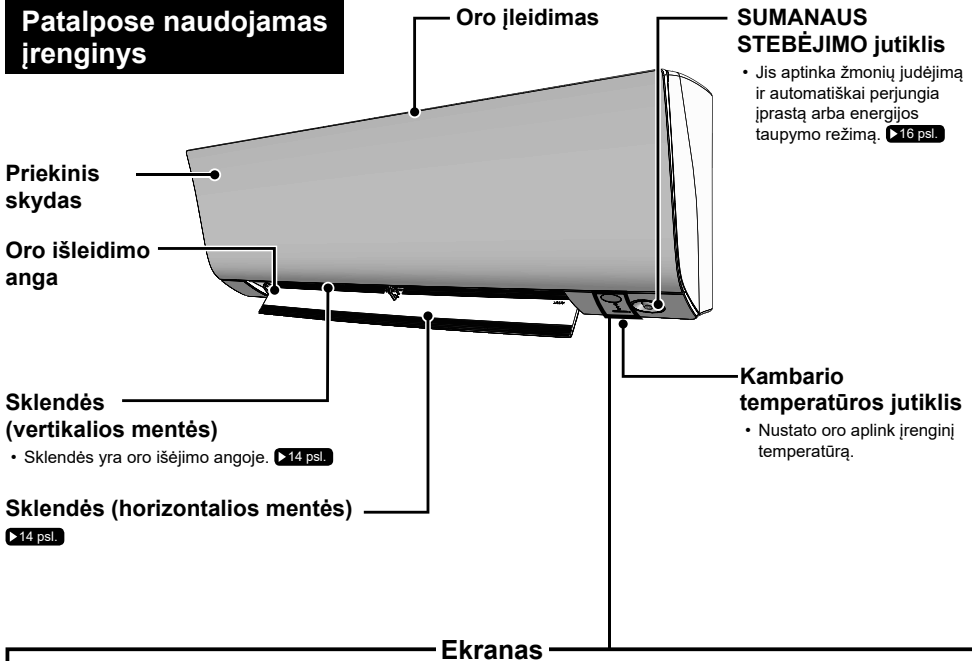 Patalpose naudojamas
įrenginys
Oro įleidimas
SUMANAUS
STEBĖJIMO jutiklis
• Jis aptinka žmonių judėjimą
ir automatiškai perjungia
įprastą arba energijos
taupymo režimą. ▶16 psl.
Priekinis
skydas
Oro išleidimo
anga
Kambario
temperatūros jutiklis
• Nustato oro aplink įrenginį
temperatūrą.
Sklendės
(vertikalios mentės)
• Sklendės yra oro išėjimo angoje. ▶14 psl.
Sklendės (horizontalios mentės)
▶14 psl.
Ekranas